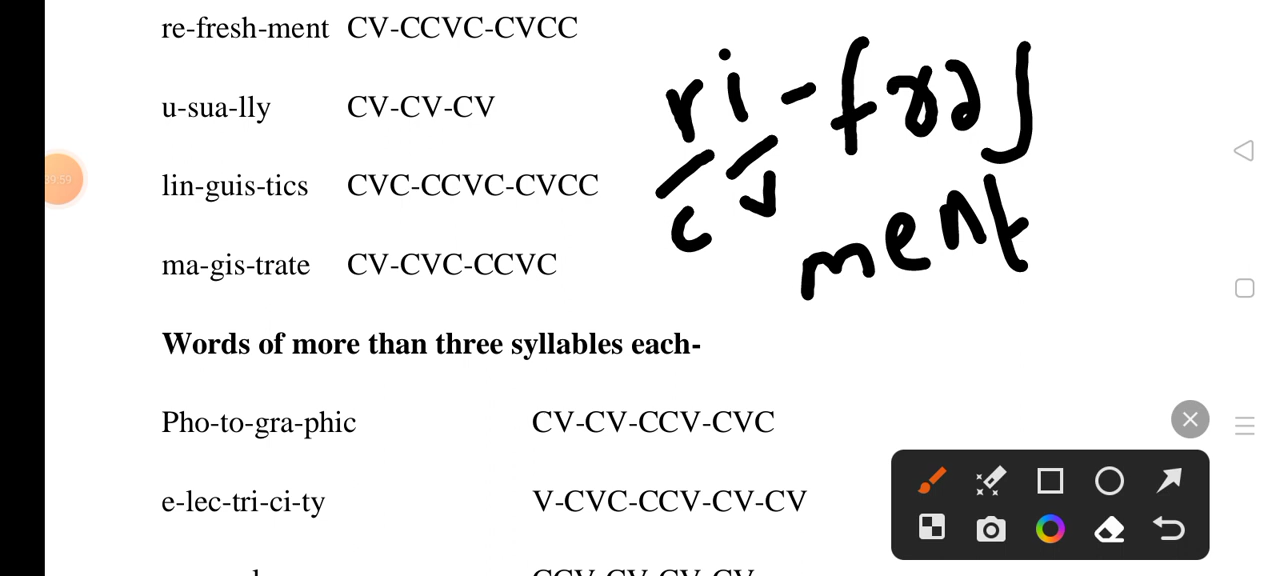 re-fresh-ment CV-CCVC-CVCC
u-sua-lly CV-CV-CV
lin-guis-tics CVC-CCVC-CVCC
ma-gis-trate CV-CVC-CCVC
ri-frəʃ
c v
ment
Words of more than three syllables each-
Pho-to-gra-phic CV-CV-CCV-CVC
e-lec-tri-ci-ty V-CVC-CCV-CV-CV
39:59